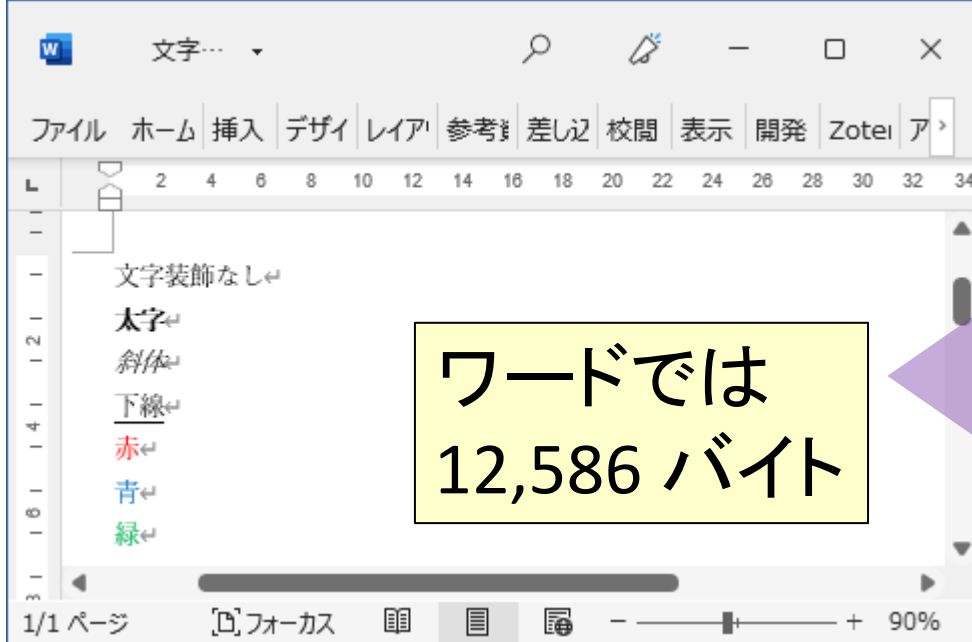 文字…
ファイル ホーム 挿入 デザイ レイア 参考 差し込 校閲 表示 開発 Zote ア
2 4 6 8 10 12 14 16 18 20 22 24 26 28 30 32 34
文字装飾なし↵
太字↵
斜体↵
下線↵
赤↵
青↵
緑↵
2
4
6
ワードでは
12,586 バイト
1/1 ページ フォーカス 90%